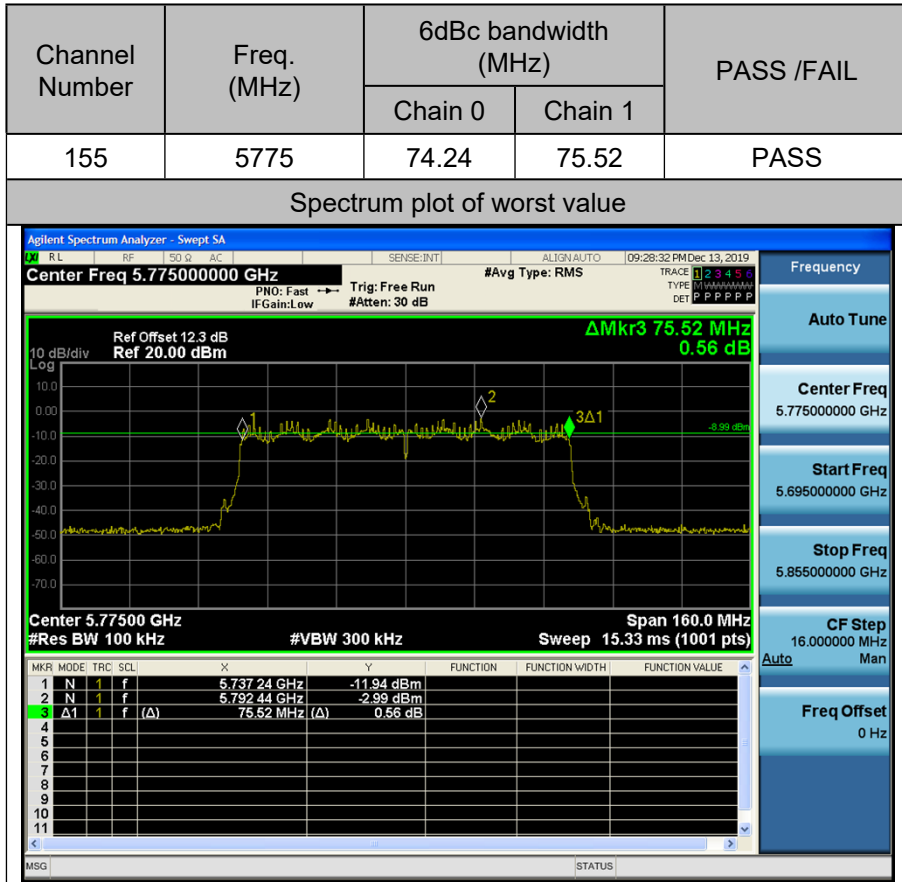 Channel Number
Freq. (MHz)
6dBc bandwidth (MHz)
PASS /FAIL
Chain 0 Chain 1
155 5775 74.24 75.52 PASS
Spectrum plot of worst value
Agilent Spectrum Analyzer - Swept SA
LXI RL RF 50 Ω AC SENSE:INT ALIGN AUTO 09:28:32 PM Dec 13, 2019
Center Freq 5.775000000 GHz #Avg Type: RMS TRACE 1 2 3 4 5 6
PNO: Fast Trig: Free Run TYPE M WWWWW
IFGain:Low #Atten: 30 dB DET P P P P P P
ΔMkr3 75.52 MHz
0.56 dB
Ref Offset 12.3 dB
10 dB/div Ref 20.00 dBm
Log
10.0
0.00
-10.0
-20.0
-30.0
-40.0
-50.0
-60.0
-70.0
1
2
3Δ1
-8.99 dBm
Center 5.77500 GHz Span 160.0 MHz
#Res BW 100 kHz #VBW 300 kHz Sweep 15.33 ms (1001 pts)
MKR MODE TRC SCL X Y FUNCTION FUNCTION WIDTH FUNCTION VALUE
1 N 1 f 5.737 24 GHz -11.94 dBm
2 N 1 f 5.792 44 GHz -2.99 dBm
3 Δ1 1 f (Δ) 75.52 MHz (Δ) 0.56 dB
4
5
6
7
8
9
10
11
MSG STATUS
Frequency
Auto Tune
Center Freq
5.775000000 GHz
Start Freq
5.695000000 GHz
Stop Freq
5.855000000 GHz
CF Step
16.000000 MHz
Auto Man
Freq Offset
0 Hz